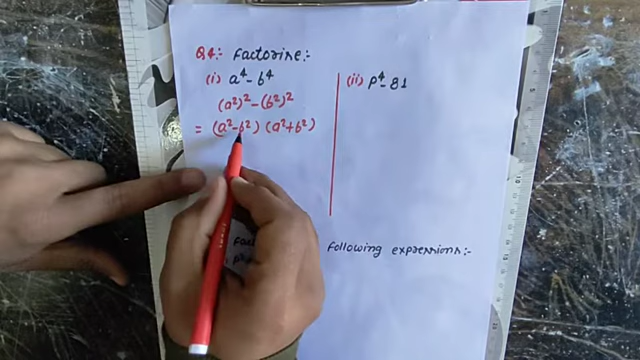 Q4:- Factorise:-
(i) a⁴- b⁴
(a²)² - (b²)²
= (a²-b²) (a²+b²)
(ii) P⁴- 81
following expressions:-